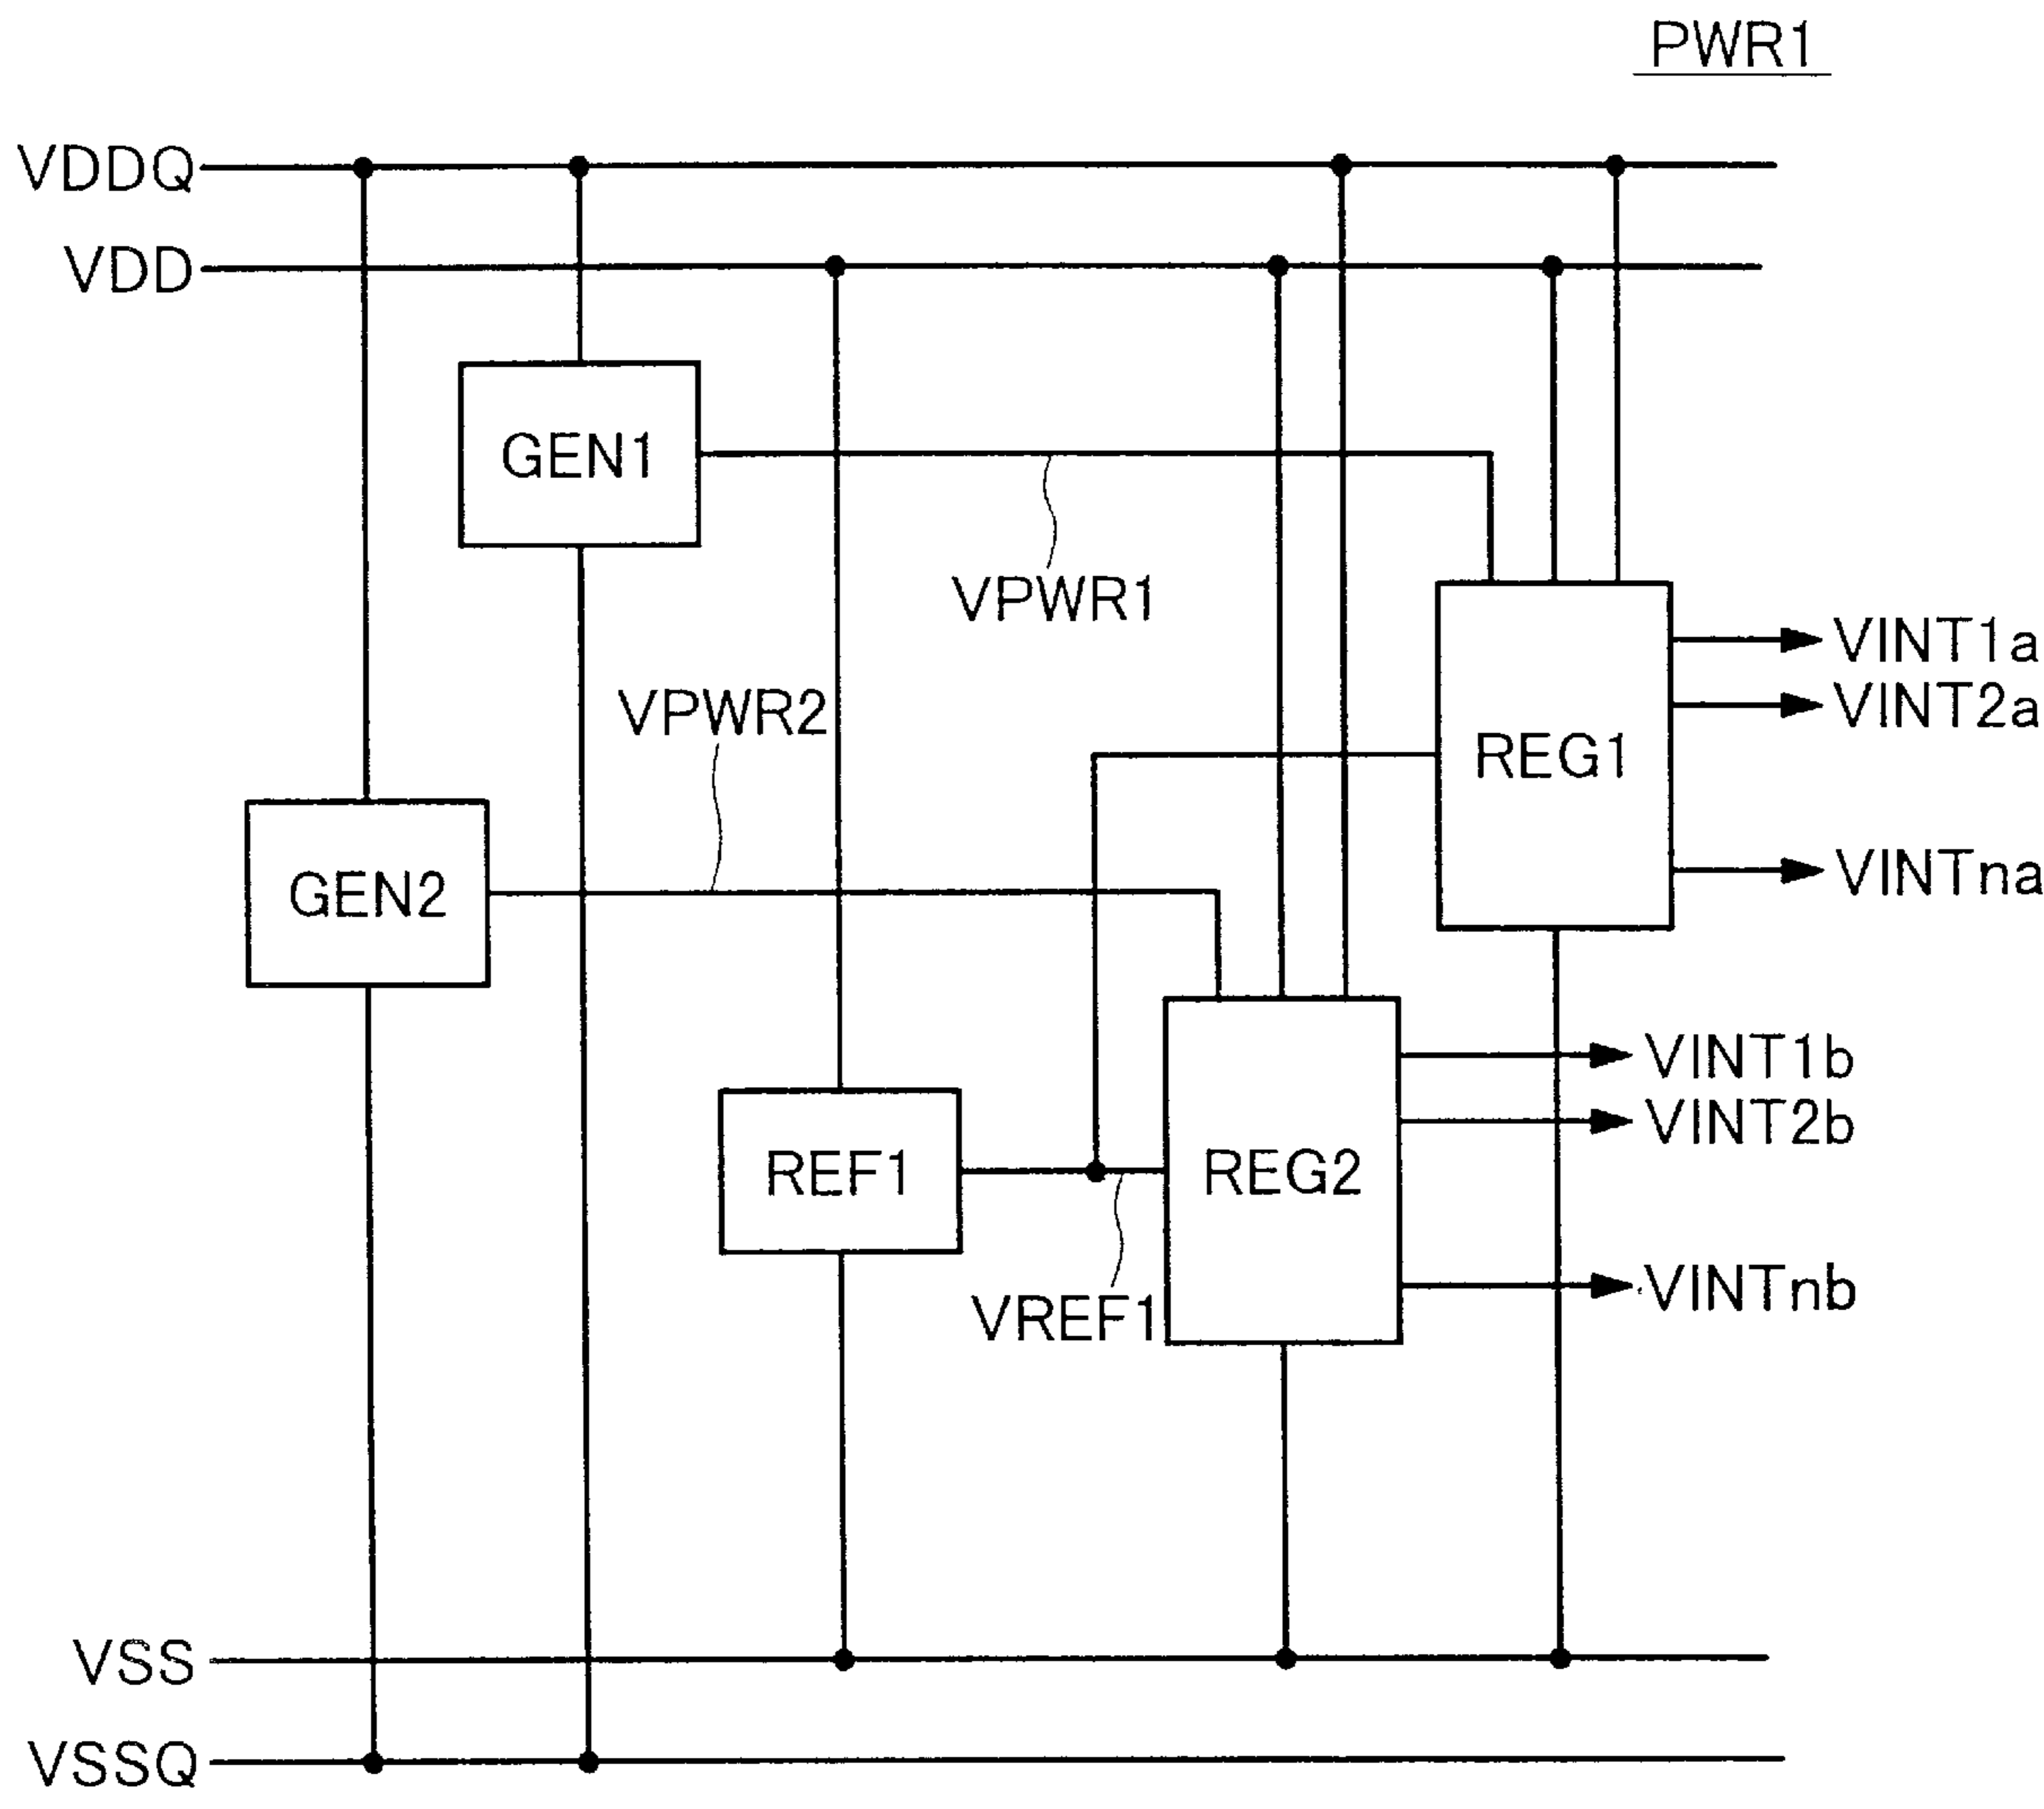 PWR1
VDDQ
VDD
GEN1
VPWR1
VINT1a
VPWR2
VINT2a
REG1
GEN2
VINTna
VINT1b
VINT2b
REF1
REG2
VREF1
VINTnb
VSS
VSSQ